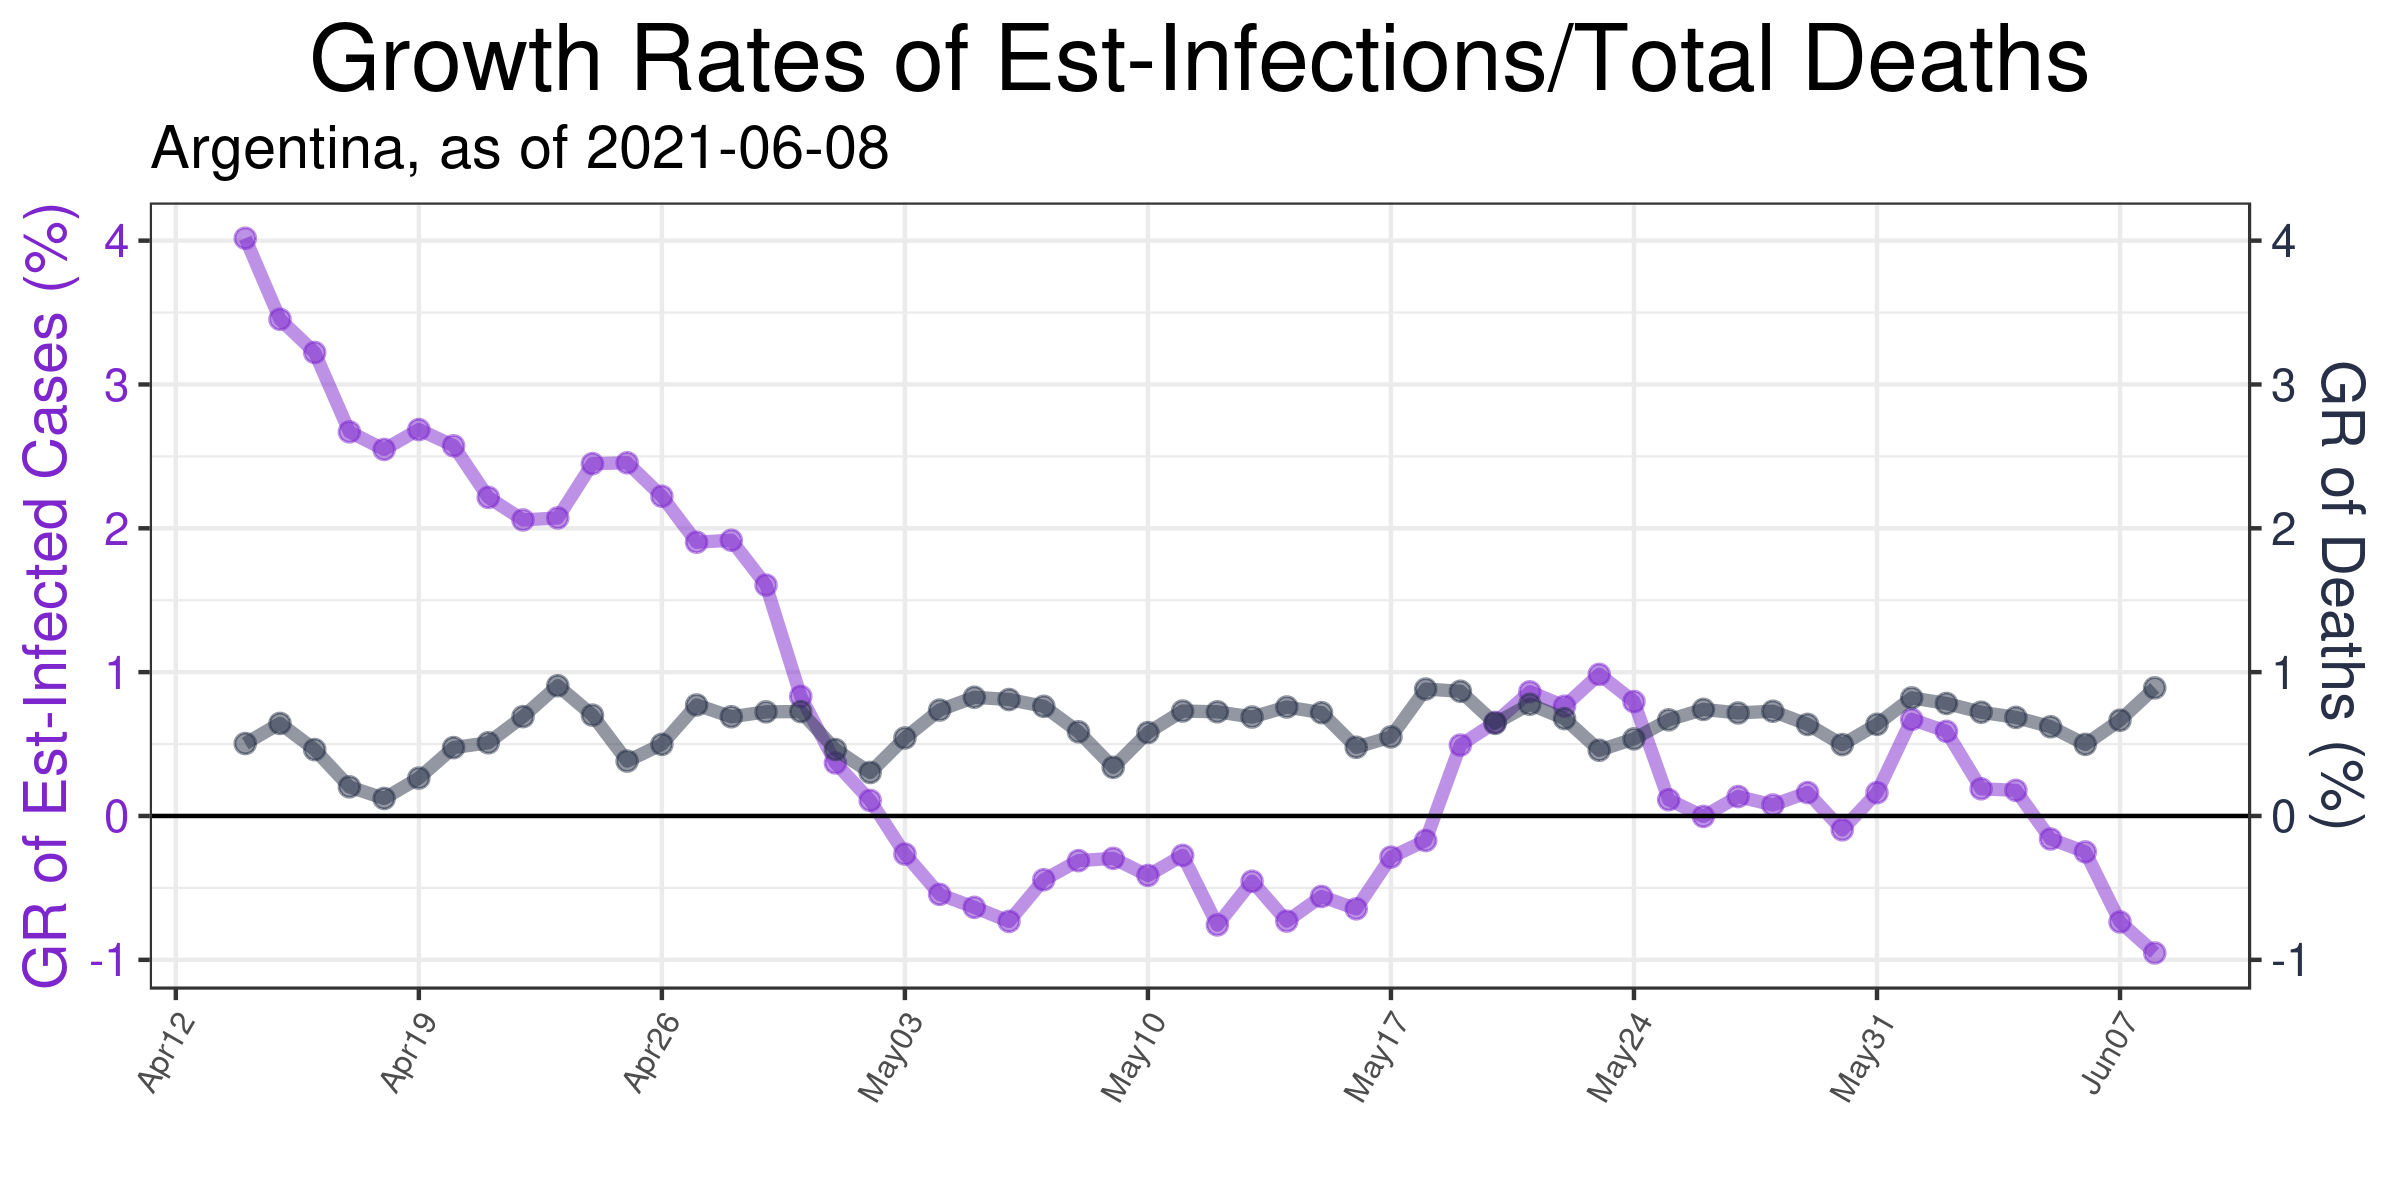 Growth Rates of Est-Infections/Total Deaths
Argentina, as of 2021-06-08
GR of Est-Infected Cases (%)
4
3
2
1
0
-1
4
3
2
1
0
-1
GR of Deaths (%)
Apr12
Apr19
Apr26
May03
May10
May17
May24
May31
Jun07